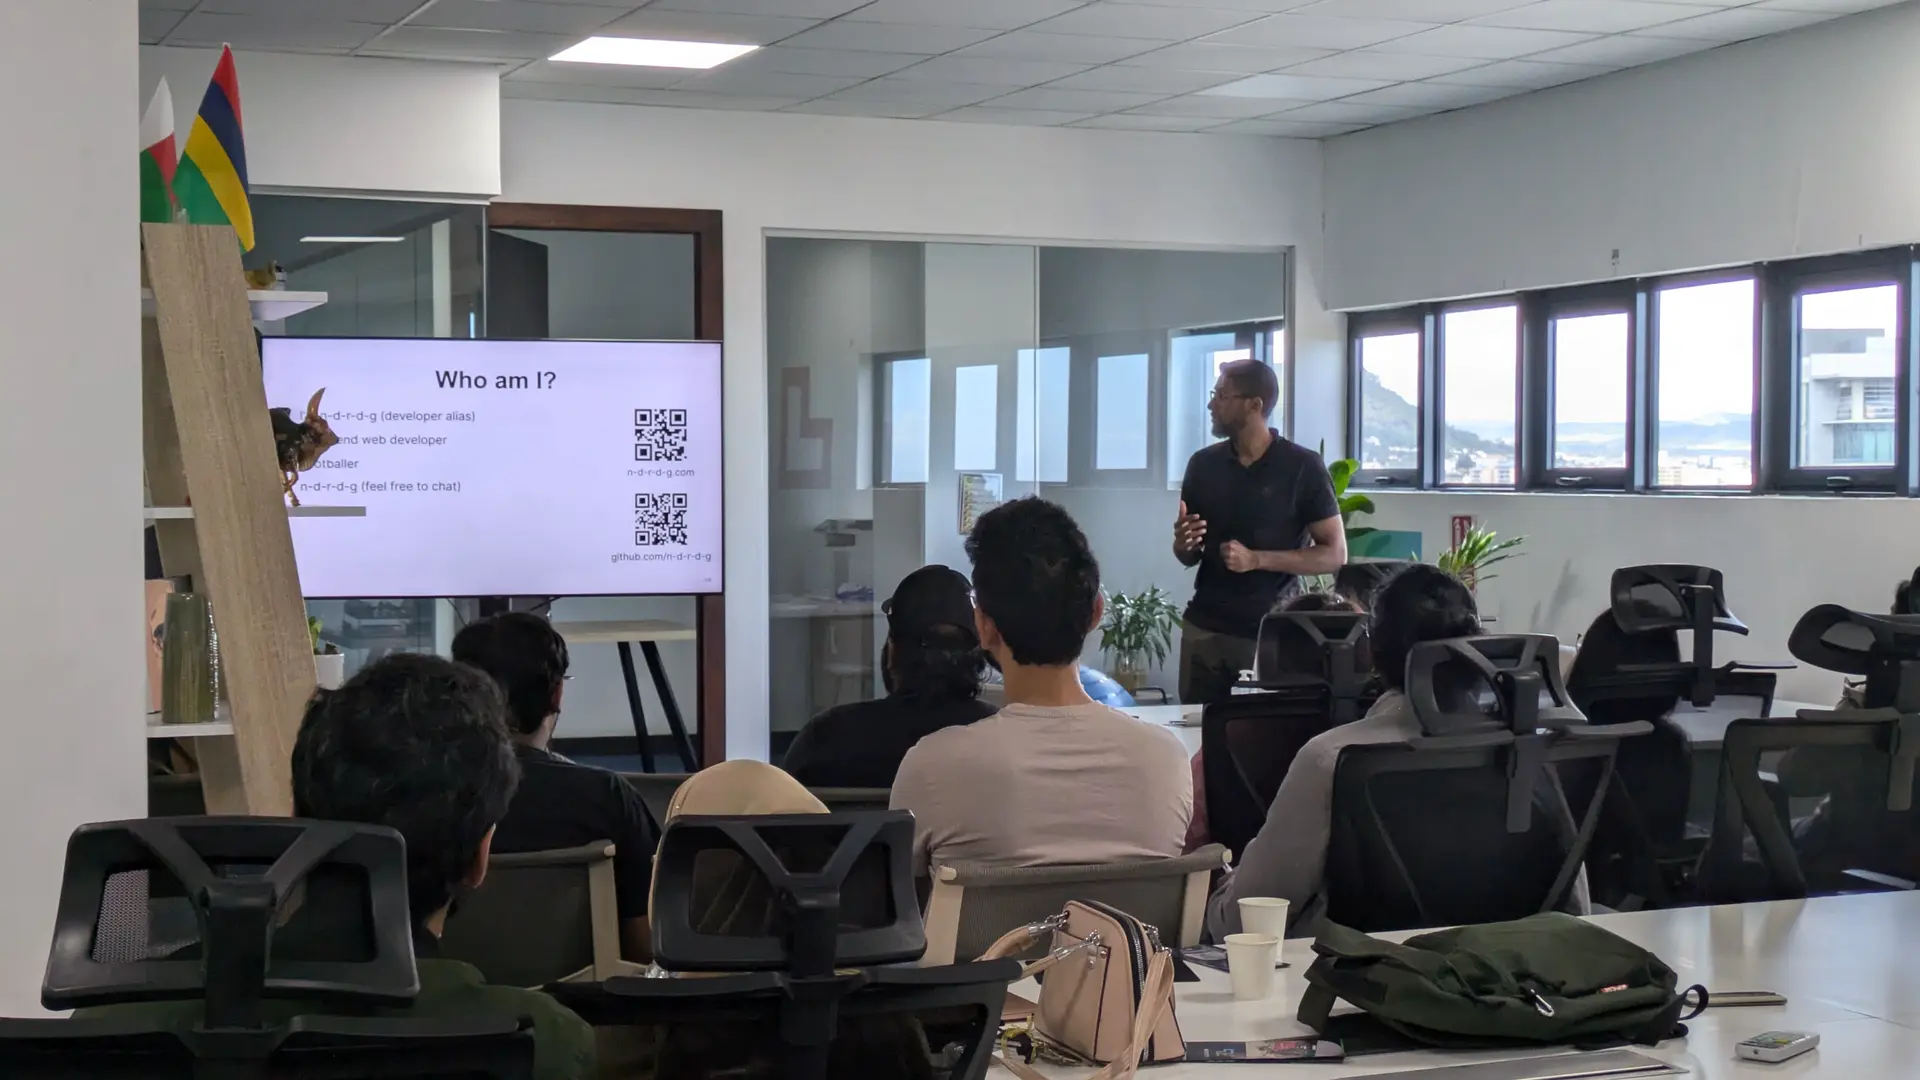 Who am I?
n-d-r-d-g (developer alias)
end web developer
otballer
n-d-r-d-g (feel free to chat)
n-d-r-d-g.com
github.com/n-d-r-d-g